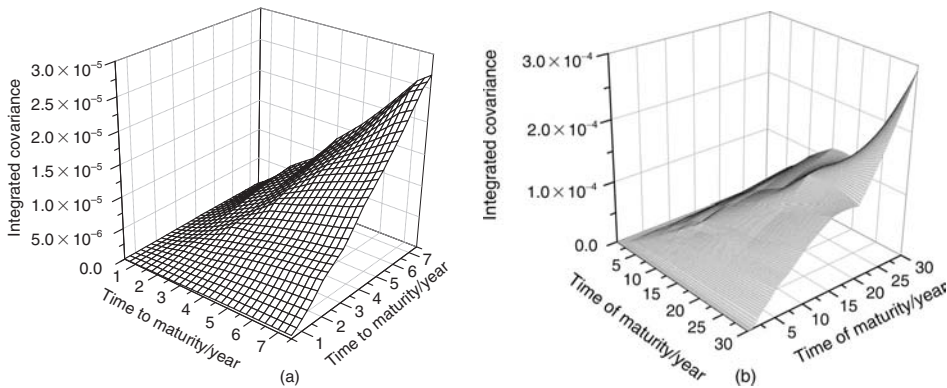 Integrated covariance
3.0 × 10⁻⁵
2.5 × 10⁻⁵
2.0 × 10⁻⁵
1.5 × 10⁻⁵
1.0 × 10⁻⁵
5.0 × 10⁻⁶
0.0
1 2 3 4 5 6 7
Time to maturity/year
1 2 3 4 5 6 7
Time to maturity/year
(a)
Integrated covariance
3.0 × 10⁻⁴
2.0 × 10⁻⁴
1.0 × 10⁻⁴
0.0
5 10 15 20 25 30
Time of maturity/year
5 10 15 20 25 30
Time of maturity/year
(b)